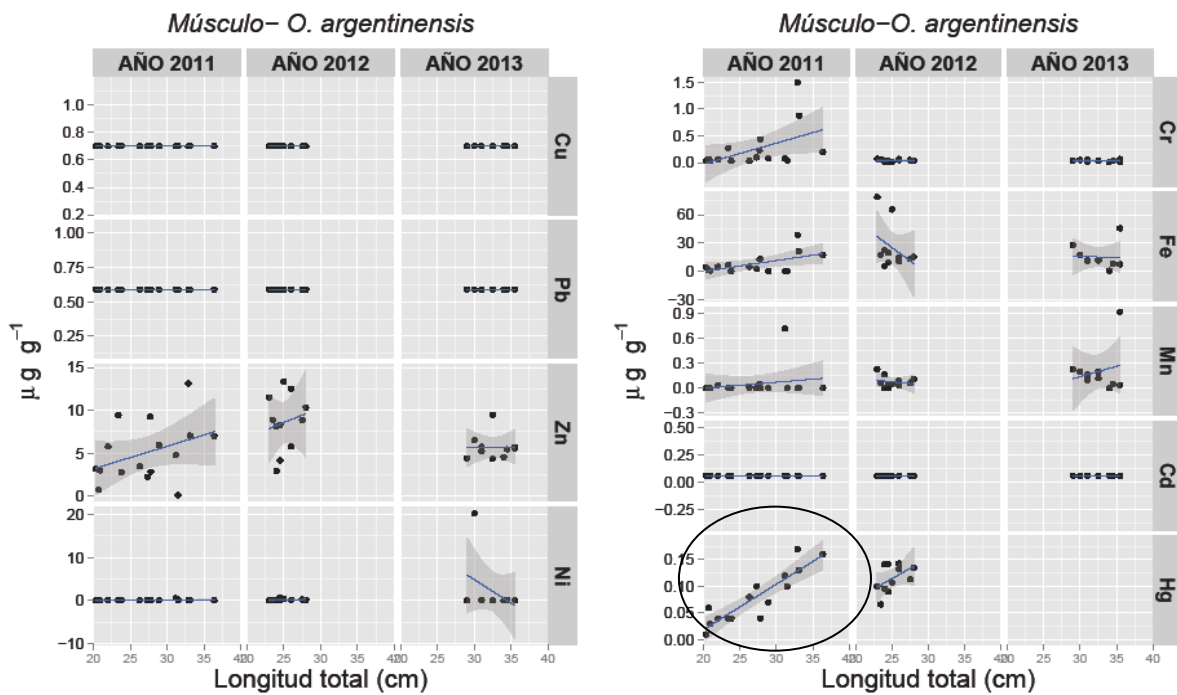 Músculo– O. argentinensis
AÑO 2011 AÑO 2012 AÑO 2013
1.0
0.8
0.6
0.4
0.2
Cu
1.00
0.75
0.50
0.25
Pb
15
10
5
0
Zn
20
10
0
−10
Ni
20 25 30 35 40 20 25 30 35 40 20 25 30 35 40
Longitud total (cm)
μ g g⁻¹
Músculo–O. argentinensis
AÑO 2011 AÑO 2012 AÑO 2013
1.5
1.0
0.5
0.0
Cr
60
30
0
−30
Fe
0.9
0.6
0.3
0.0
−0.3
Mn
0.50
0.25
0.00
−0.25
Cd
0.15
0.10
0.05
0.00
Hg
20 25 30 35 40 20 25 30 35 40 20 25 30 35 40
Longitud total (cm)
μ g g⁻¹